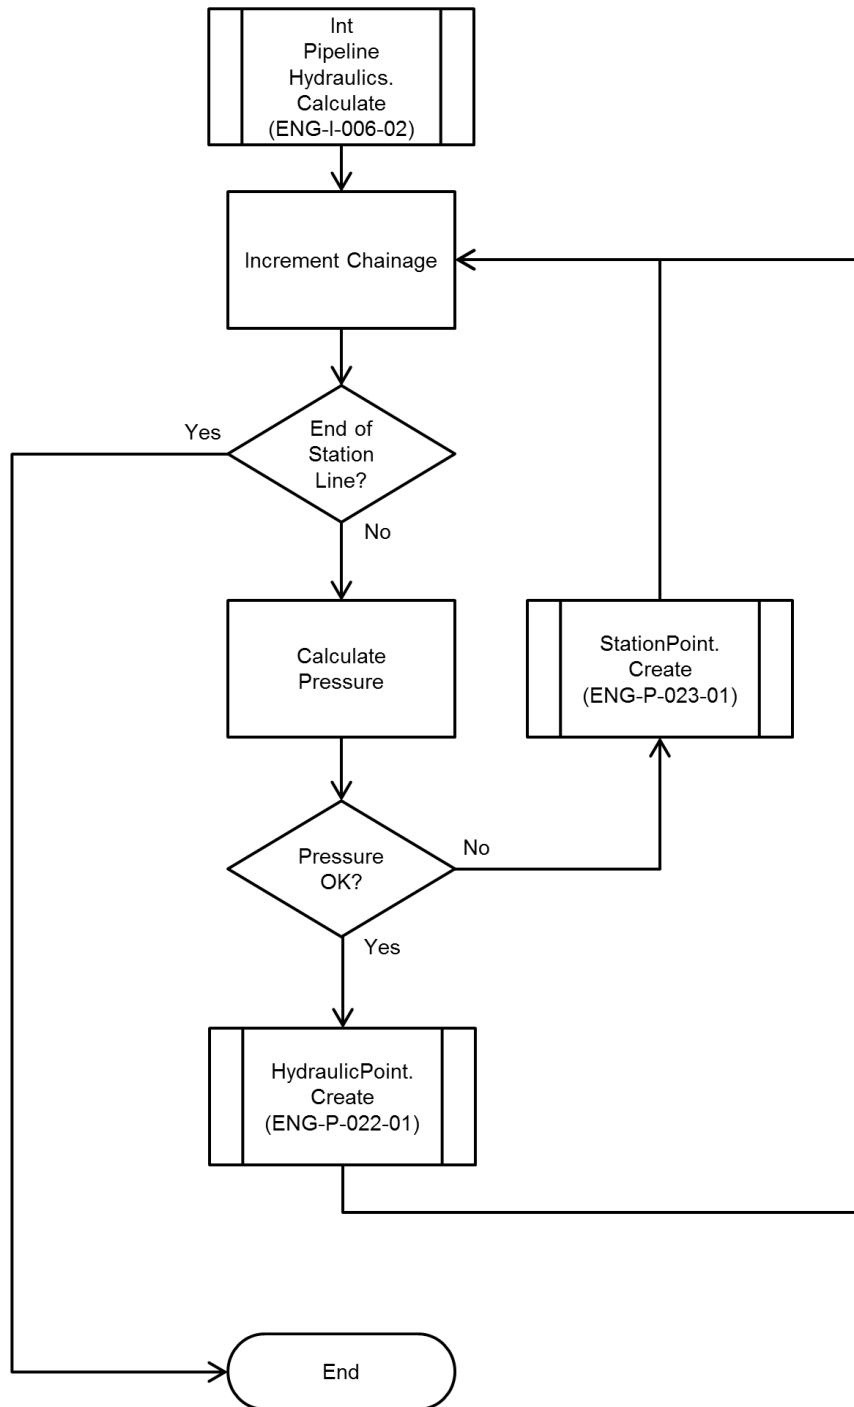 Int
Pipeline
Hydraulics.
Calculate
(ENG-I-006-02)
Increment Chainage
Yes
End of
Station
Line?
No
Calculate
Pressure
StationPoint.
Create
(ENG-P-023-01)
Pressure
OK?
No
Yes
HydraulicPoint.
Create
(ENG-P-022-01)
End